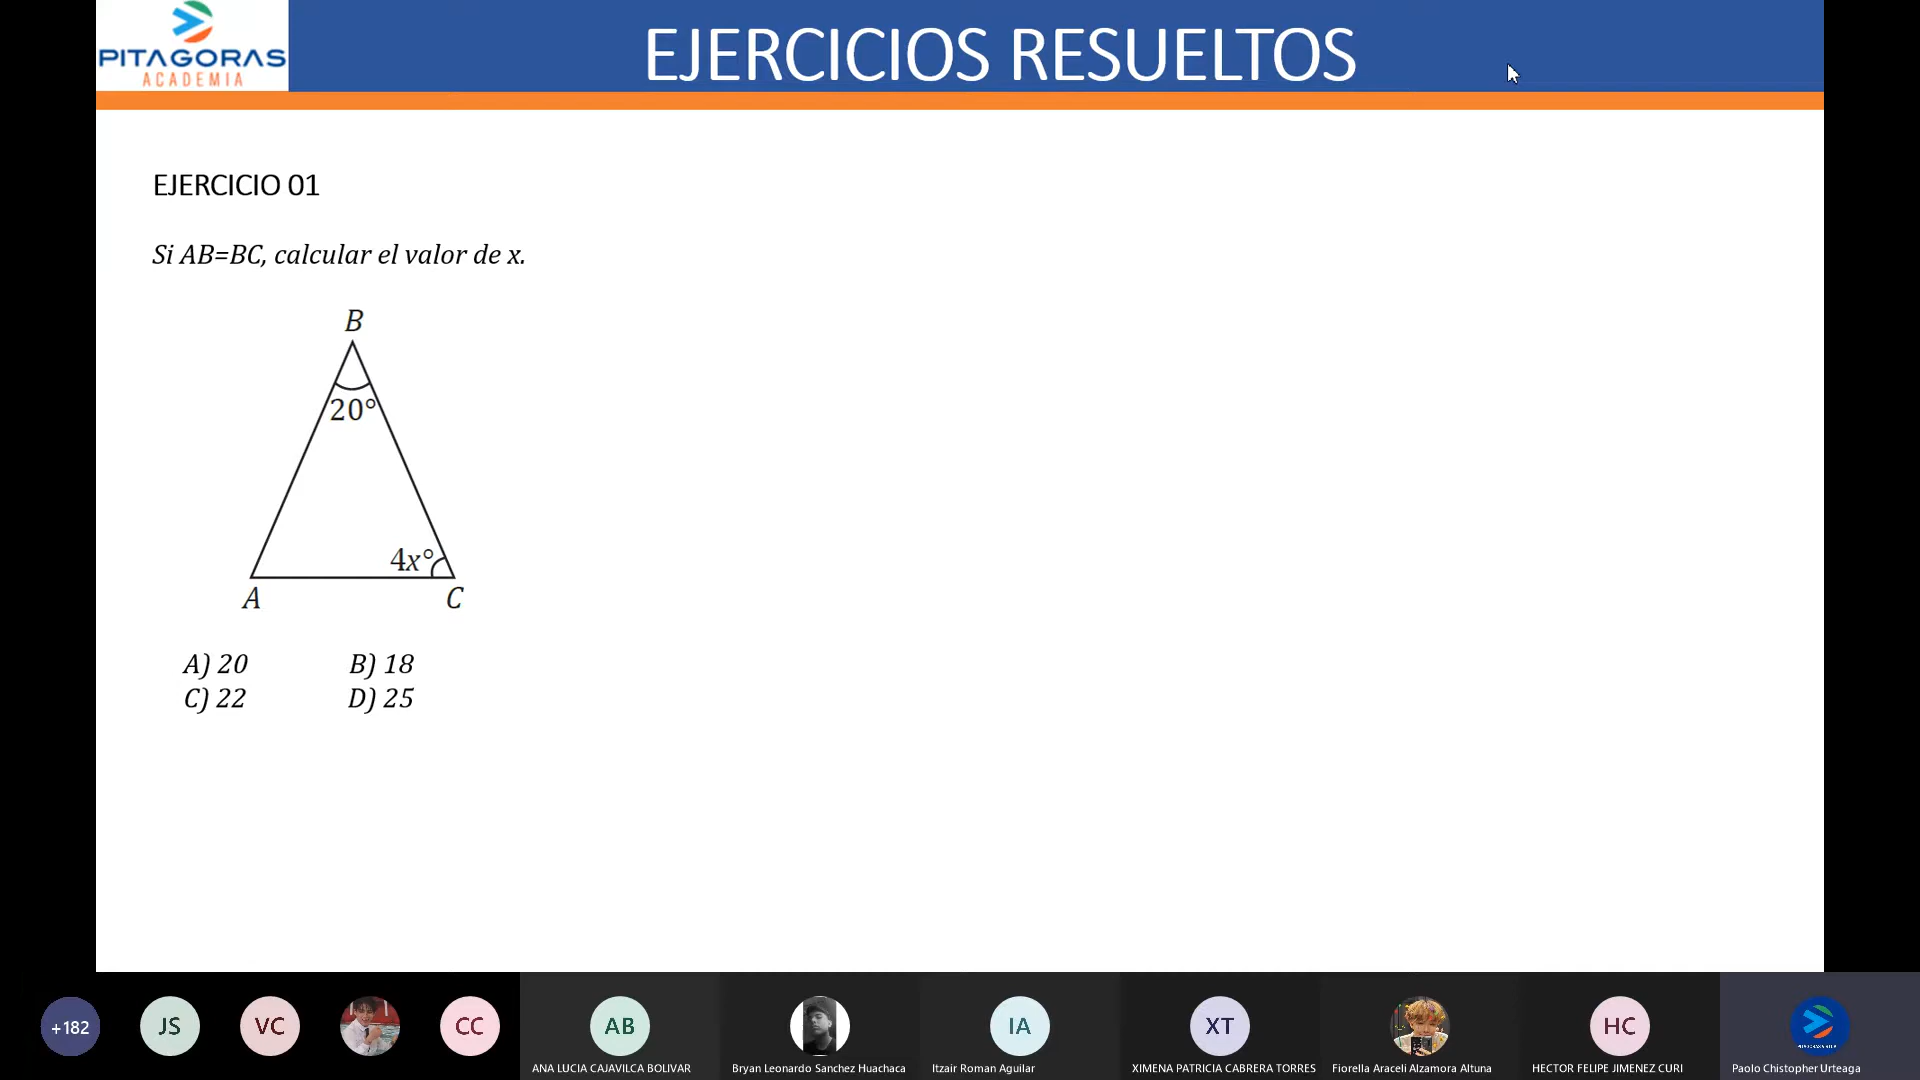 PITAGORAS
ACADEMIA
EJERCICIOS RESUELTOS
EJERCICIO 01
Si AB=BC, calcular el valor de x.
B
20°
4x°
A
C
A) 20 B) 18
C) 22 D) 25
+182
JS
VC
CC
AB
IA
XT
HC
ANA LUCIA CAJAVILCA BOLIVAR
Bryan Leonardo Sanchez Huachaca
Itzair Roman Aguilar
XIMENA PATRICIA CABRERA TORRES
Fiorella Araceli Alzamora Altuna
HECTOR FELIPE JIMENEZ CURI
Paolo Chistopher Urteaga